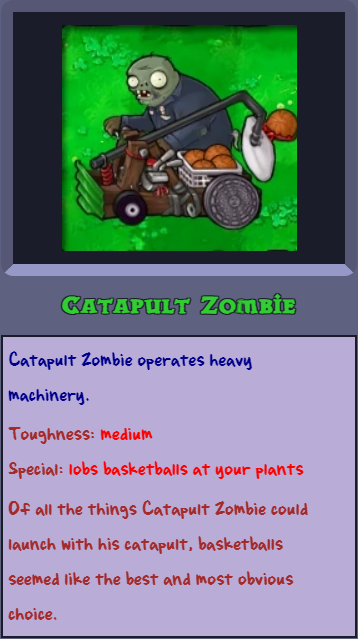 Catapult Zombie
Catapult Zombie operates heavy
machinery.
Toughness: medium
Special: lobs basketballs at your plants
Of all the things Catapult Zombie could
launch with his catapult, basketballs
seemed like the best and most obvious
choice.